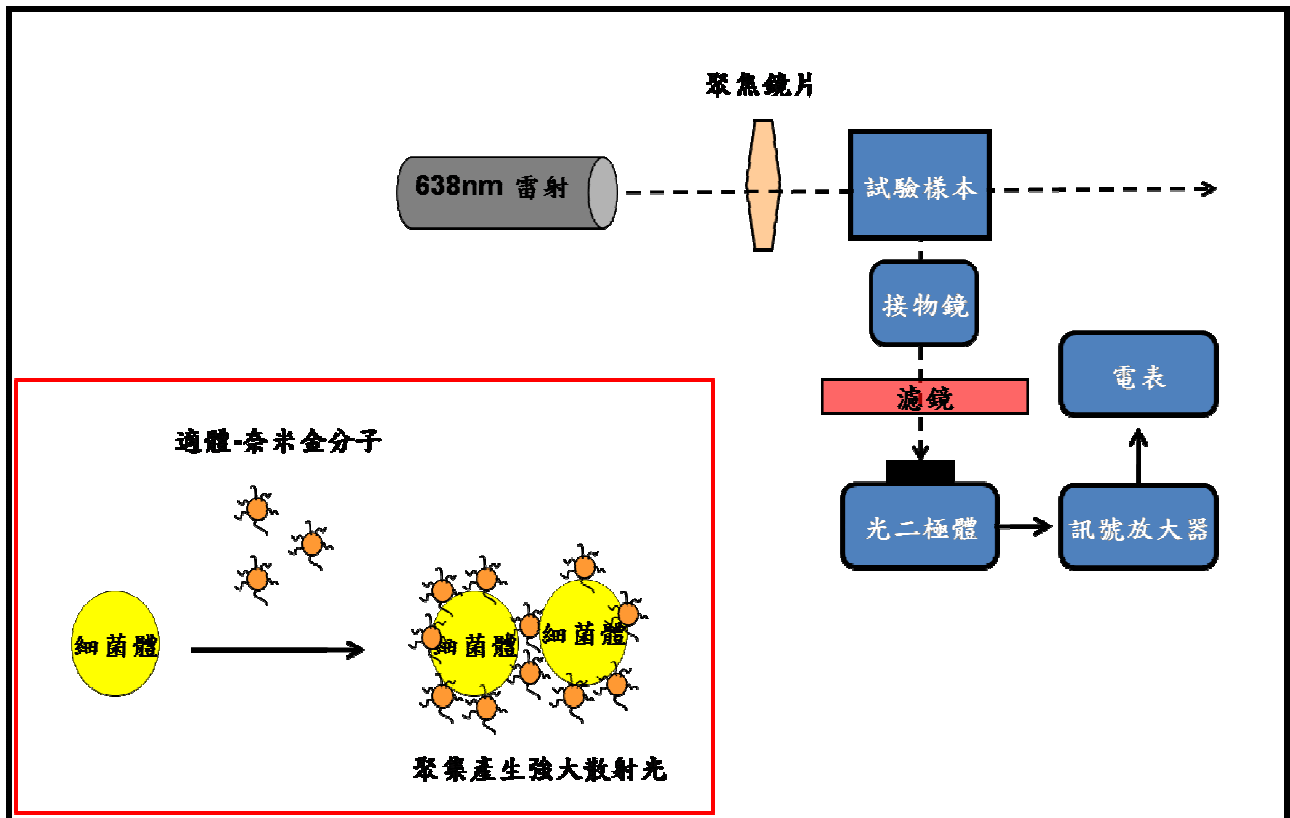 聚焦鏡片
638nm 雷射
試驗樣本
接物鏡
濾鏡
電表
光二極體
訊號放大器
適體-奈米金分子
細菌體
細菌體
細菌體
聚集產生強大散射光